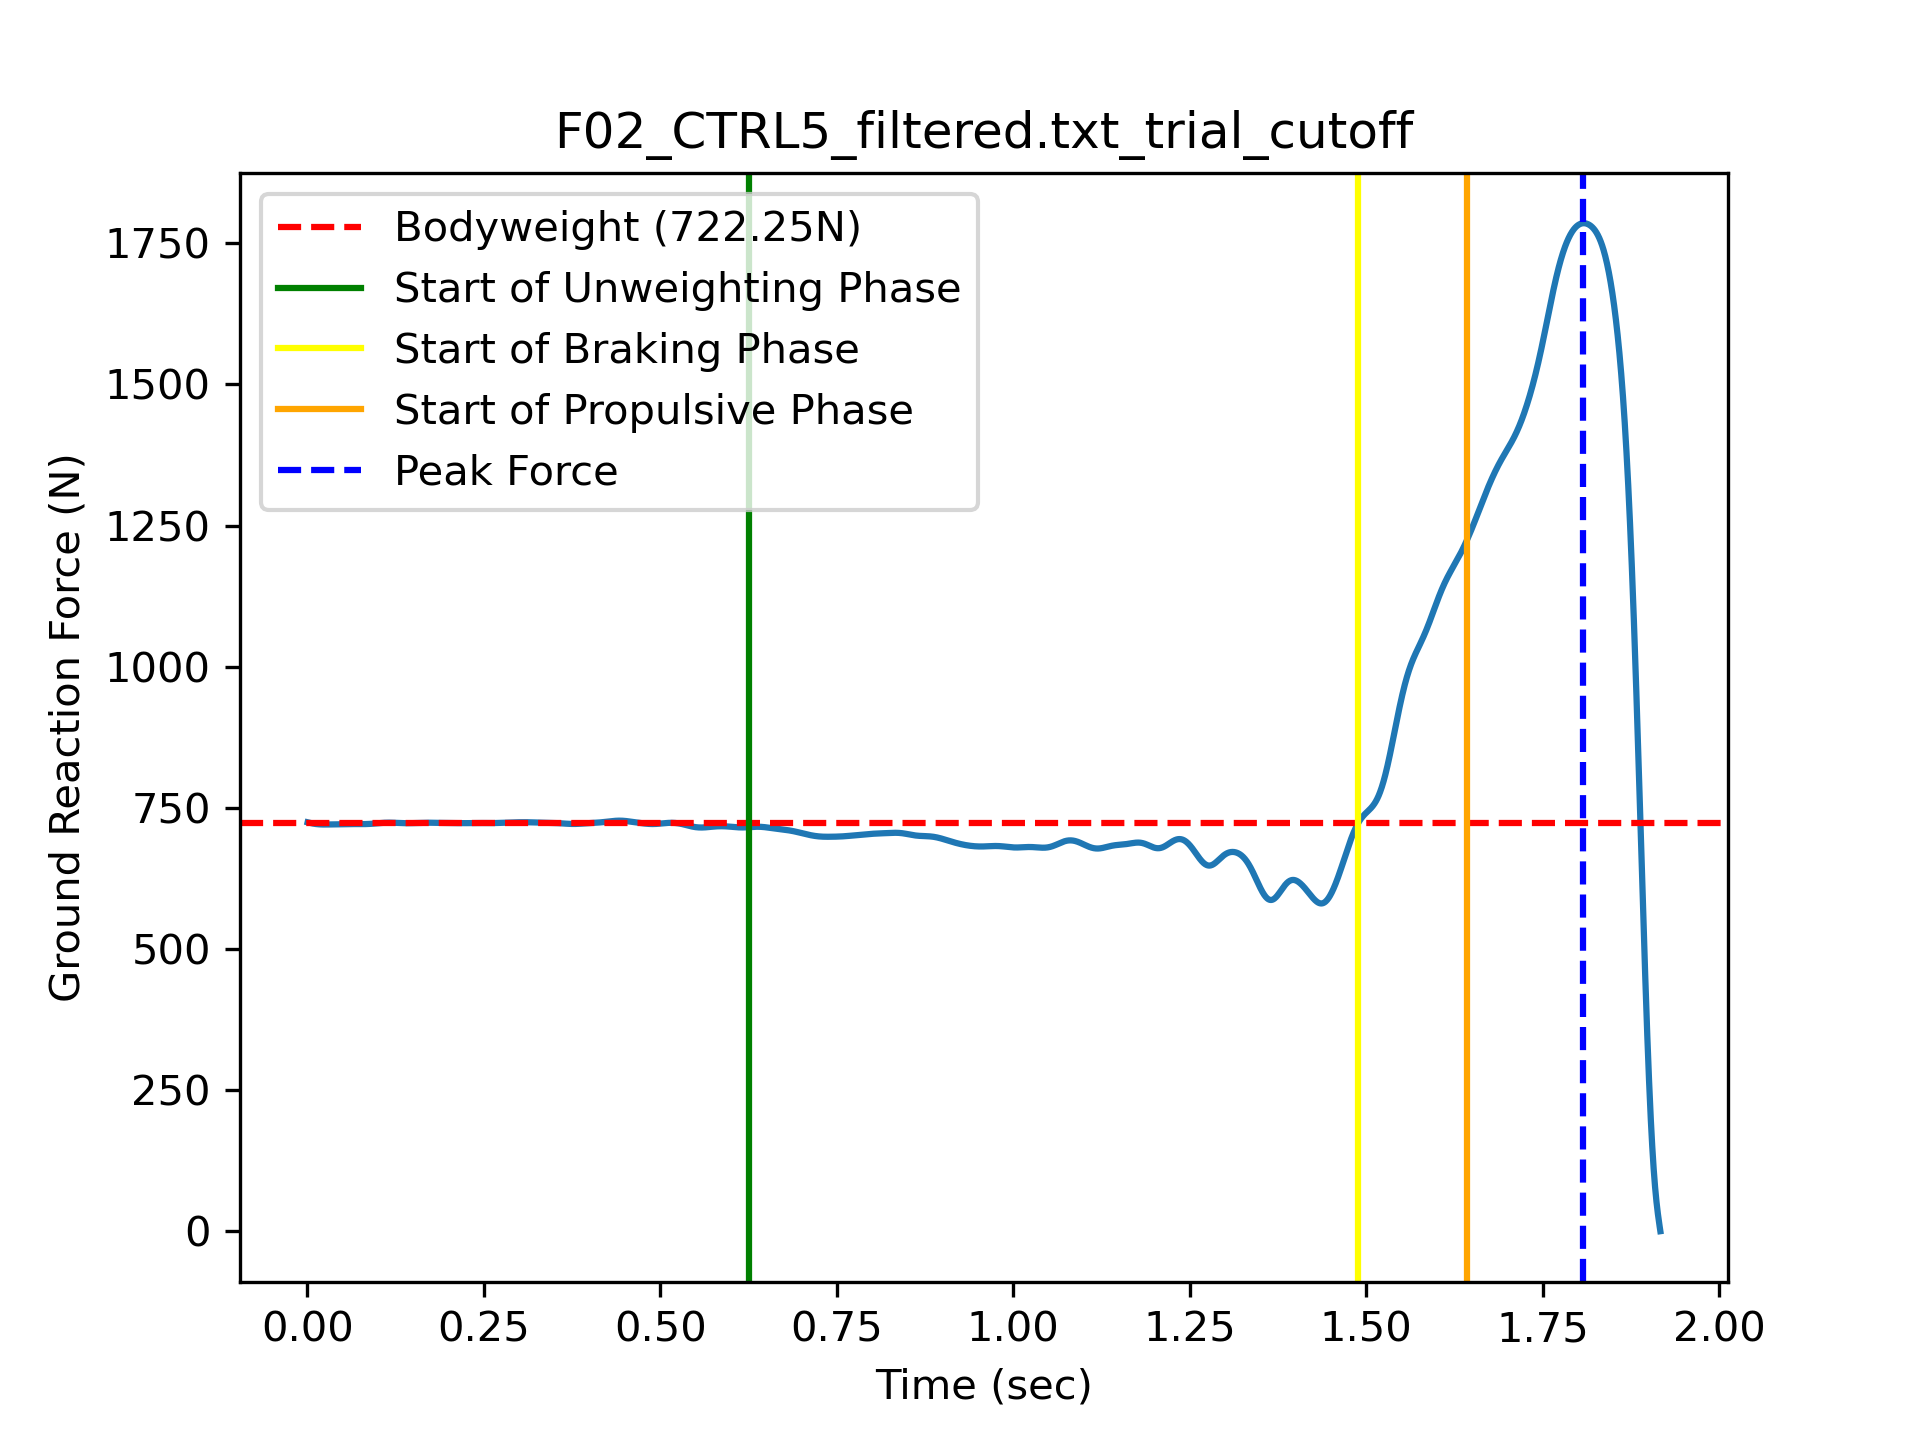 F02_CTRL5_filtered.txt_trial_cutoff
Bodyweight (722.25N)
Start of Unweighting Phase
Start of Braking Phase
Start of Propulsive Phase
Peak Force
Ground Reaction Force (N)
1750
1500
1250
1000
750
500
250
0
0.00 0.25 0.50 0.75 1.00 1.25 1.50 1.75 2.00
Time (sec)